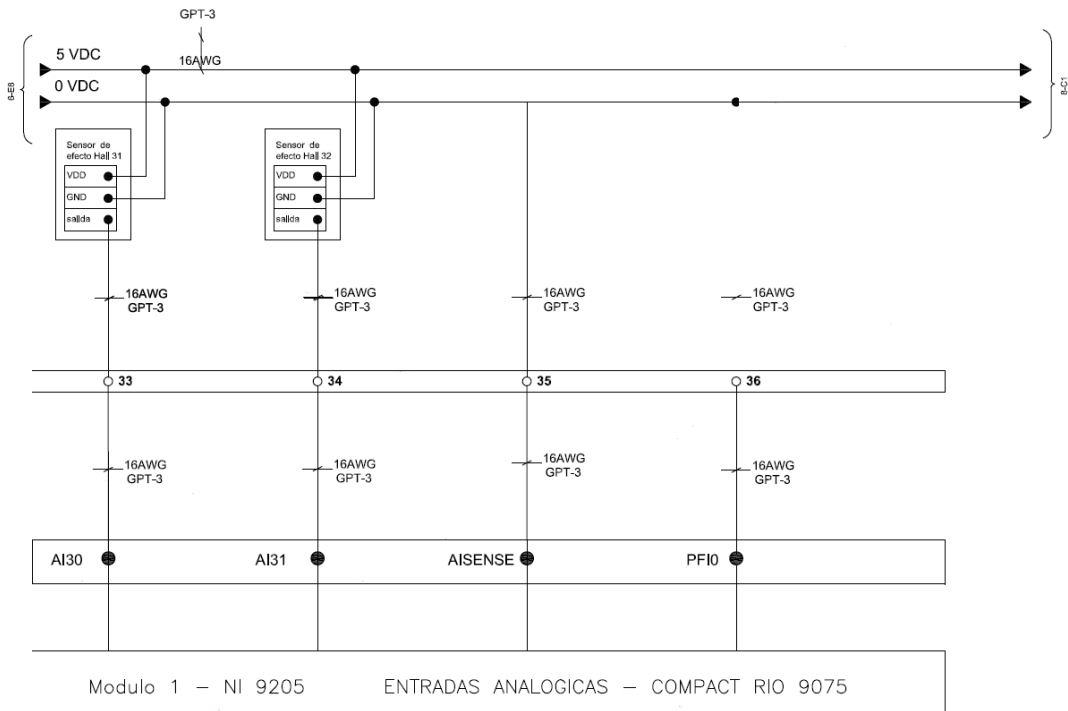 GPT-3
16AWG
5 VDC
0 VDC
6-E8
8-C1
Sensor de
efecto Hall 31
VDD
GND
salida
Sensor de
efecto Hall 32
VDD
GND
salida
16AWG
GPT-3
16AWG
GPT-3
16AWG
GPT-3
16AWG
GPT-3
33
34
35
36
16AWG
GPT-3
16AWG
GPT-3
16AWG
GPT-3
16AWG
GPT-3
AI30
AI31
AISENSE
PFI0
Modulo 1 – NI 9205
ENTRADAS ANALOGICAS – COMPACT RIO 9075